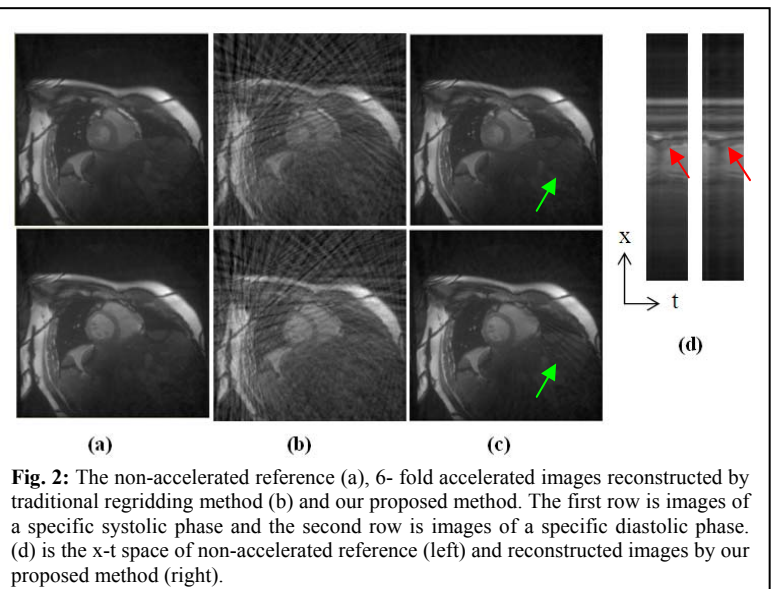 x
t
(d)
(a) (b) (c)
Fig. 2: The non-accelerated reference (a), 6- fold accelerated images reconstructed by
traditional regridding method (b) and our proposed method. The first row is images of
a specific systolic phase and the second row is images of a specific diastolic phase.
(d) is the x-t space of non-accelerated reference (left) and reconstructed images by our
proposed method (right).